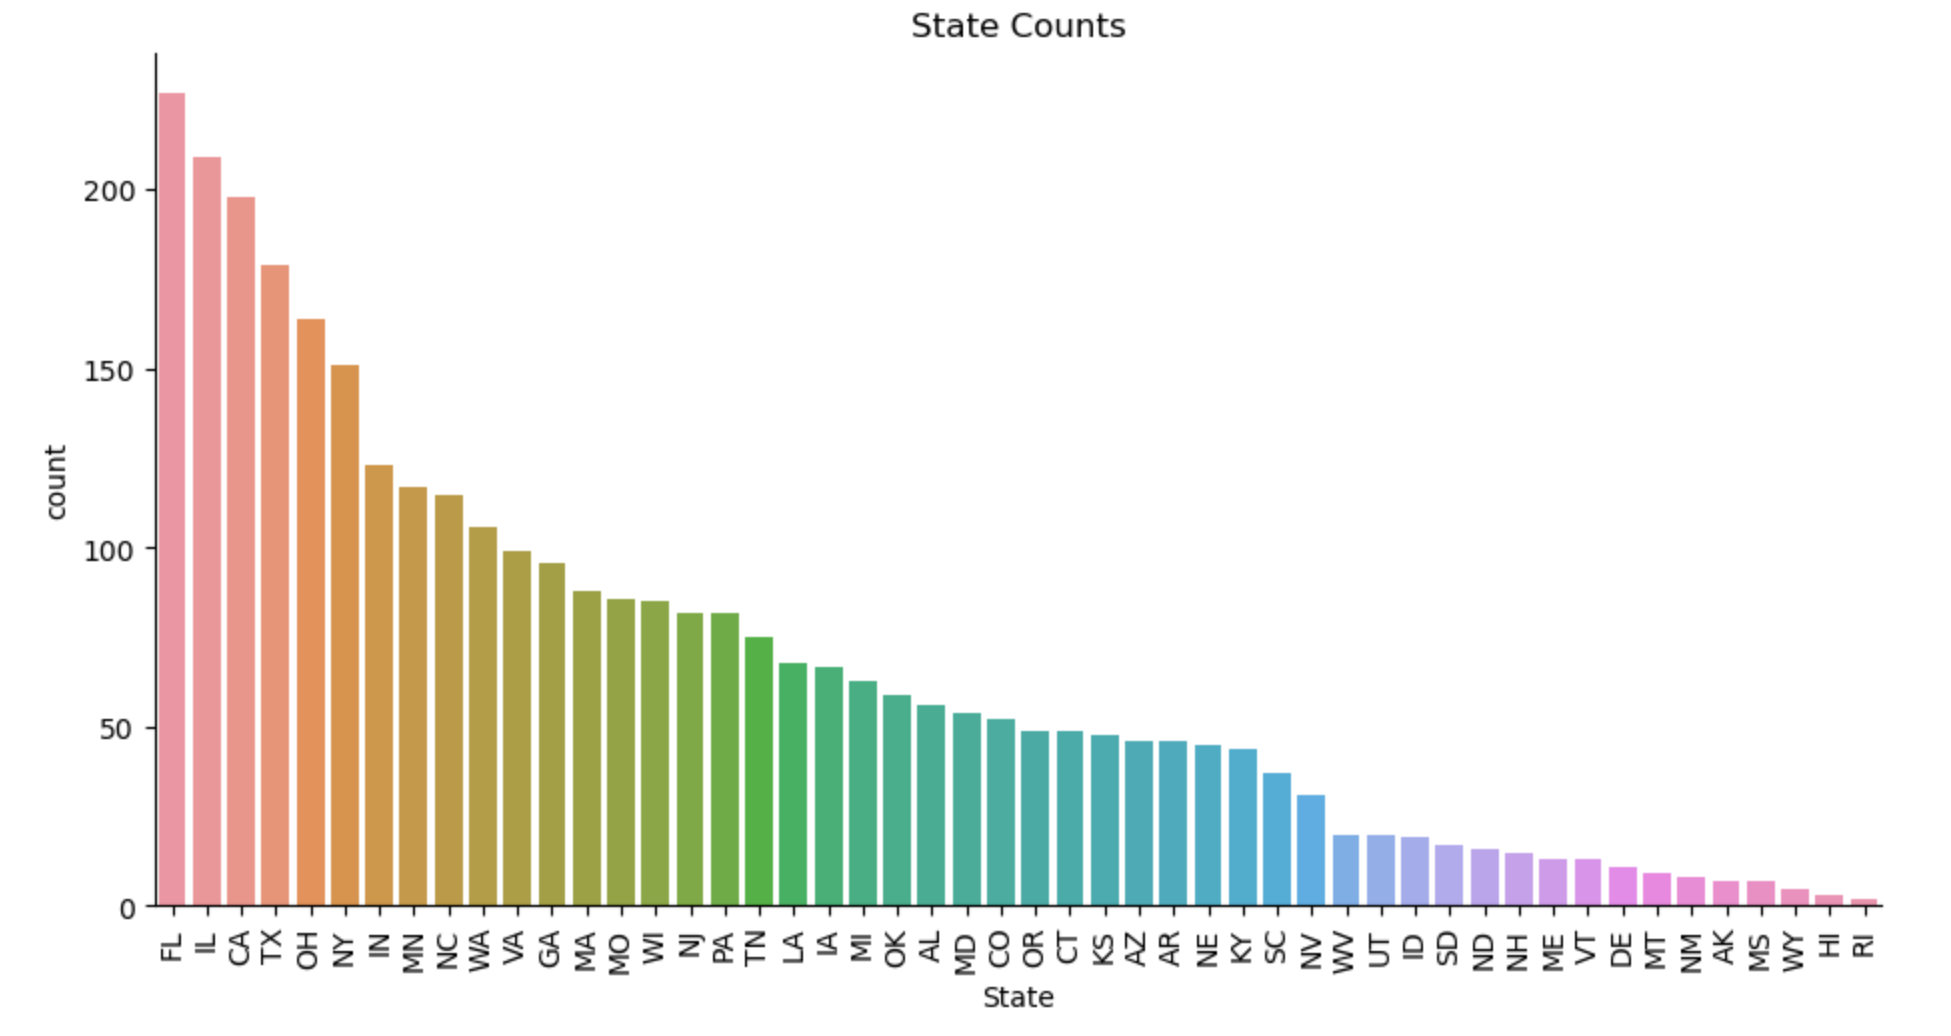 State Counts
200
150
100
50
0
count
FL IL CA TX OH NY IN MN NC WA VA GA MA MO WI NJ PA TN LA IA MI OK AL MD CO OR CT KS AZ AR NE KY SC NV WV UT ID SD ND NH ME VT DE MT NM AK MS WY HI RI
State